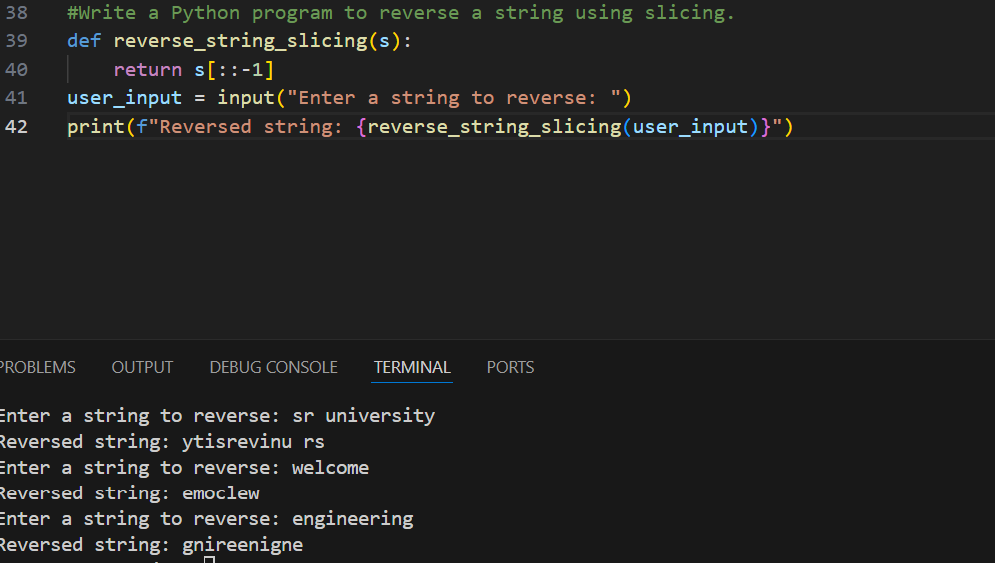 38 #Write a Python program to reverse a string using slicing.
39 def reverse_string_slicing(s):
40     return s[::-1]
41 user_input = input("Enter a string to reverse: ")
42 print(f"Reversed string: {reverse_string_slicing(user_input)}")
PROBLEMS OUTPUT DEBUG CONSOLE TERMINAL PORTS
Enter a string to reverse: sr university
Reversed string: ytisrevinu rs
Enter a string to reverse: welcome
Reversed string: emoclew
Enter a string to reverse: engineering
Reversed string: gnireenigne